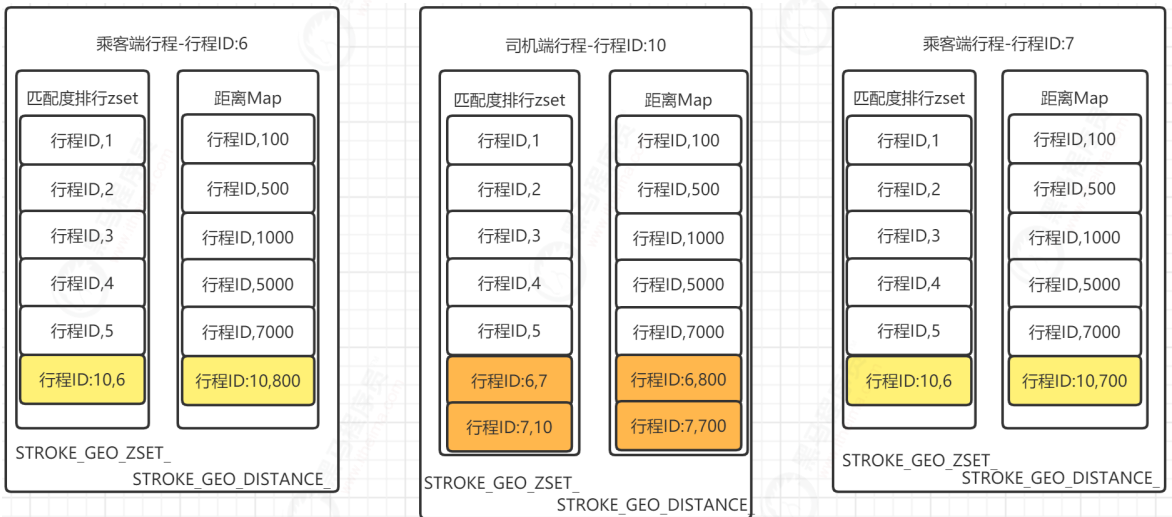 乘客端行程-行程ID:6
匹配度排行zset
距离Map
行程ID,1
行程ID,100
行程ID,2
行程ID,500
行程ID,3
行程ID,1000
行程ID,4
行程ID,5000
行程ID,5
行程ID,7000
行程ID:10,6
行程ID:10,800
STROKE_GEO_ZSET_
STROKE_GEO_DISTANCE_
司机端行程-行程ID:10
匹配度排行zset
距离Map
行程ID,1
行程ID,100
行程ID,2
行程ID,500
行程ID,3
行程ID,1000
行程ID,4
行程ID,5000
行程ID,5
行程ID,7000
行程ID:6,7
行程ID:6,800
行程ID:7,10
行程ID:7,700
STROKE_GEO_ZSET_
STROKE_GEO_DISTANCE_
乘客端行程-行程ID:7
匹配度排行zset
距离Map
行程ID,1
行程ID,100
行程ID,2
行程ID,500
行程ID,3
行程ID,1000
行程ID,4
行程ID,5000
行程ID,5
行程ID,7000
行程ID:10,6
行程ID:10,700
STROKE_GEO_ZSET_
STROKE_GEO_DISTANCE_